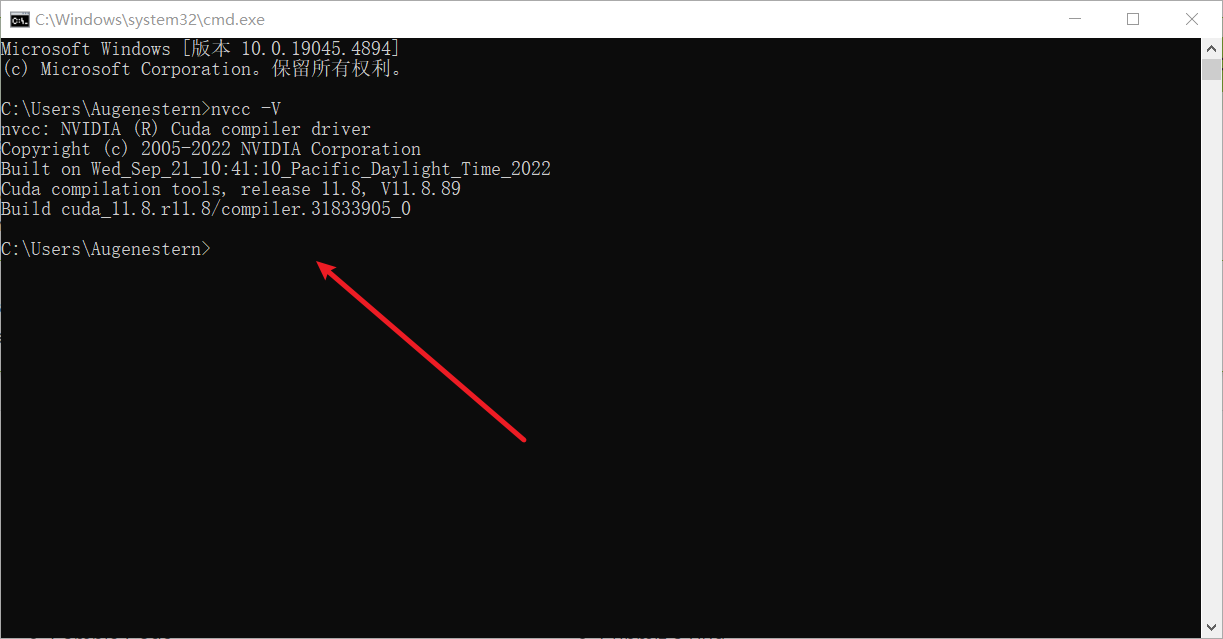 C:\Windows\system32\cmd.exe
Microsoft Windows [版本 10.0.19045.4894]
(c) Microsoft Corporation。保留所有权利。
C:\Users\Augenestern>nvcc -V
nvcc: NVIDIA (R) Cuda compiler driver
Copyright (c) 2005-2022 NVIDIA Corporation
Built on Wed_Sep_21_10:41:10_Pacific_Daylight_Time_2022
Cuda compilation tools, release 11.8, V11.8.89
Build cuda_11.8.r11.8/compiler.31833905_0
C:\Users\Augenestern>